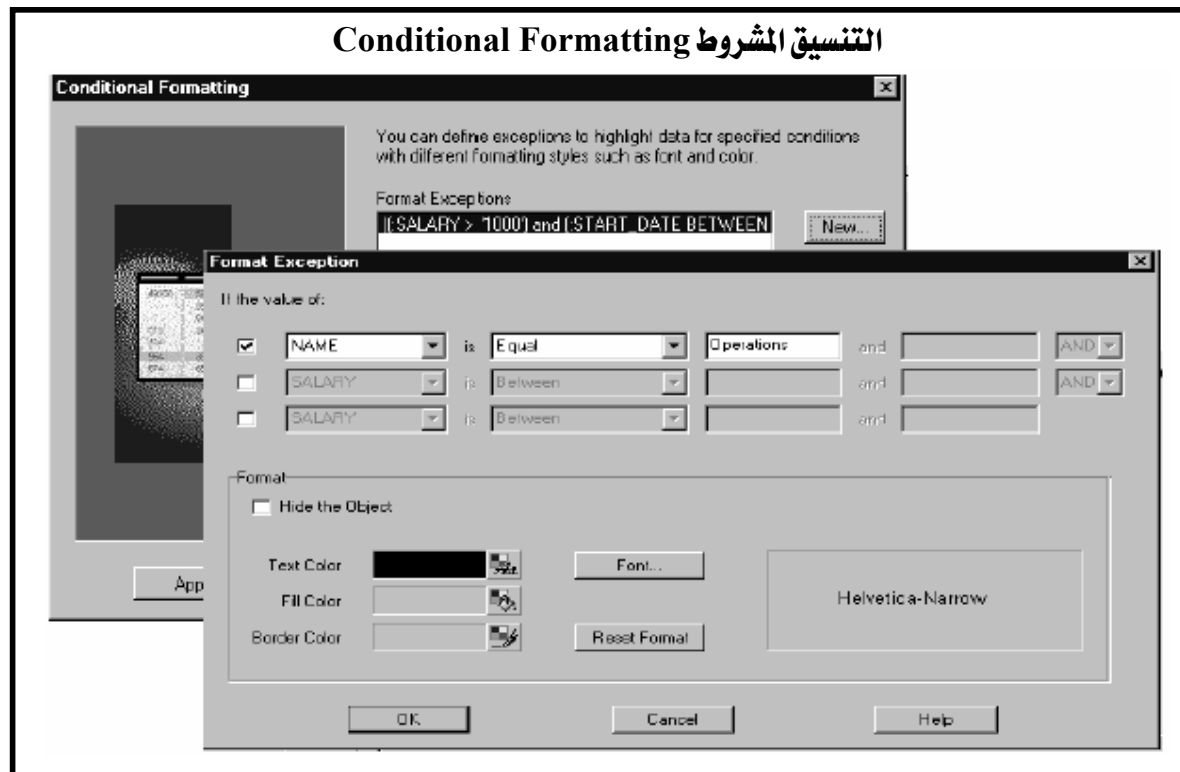 التنسيق المشروط Conditional Formatting
Conditional Formatting
You can define exceptions to highlight data for specified conditions
with different formatting styles such as font and color.
Format Exceptions
((:SALARY > '1000') and (:START_DATE BETWEEN
New...
Format Exception
If the value of:
NAME is Equal Operations and AND
SALARY is Between and AND
SALARY is Between and
Format
Hide the Object
Text Color
Font...
Fill Color
Helvetica-Narrow
Border Color
Reset Format
App
OK
Cancel
Help